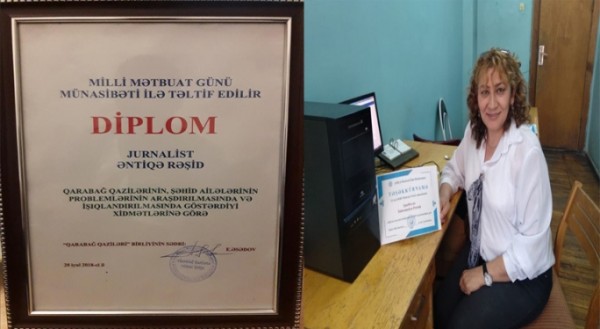 MİLLİ MƏTBUAT GÜNÜ
MÜNASİBƏTİ İLƏ TƏLTİF EDİLİR
DİPLOM
JURNALİST
ƏNTİQƏ RƏŞİD
QARABAĞ QAZİLƏRİNİN, ŞƏHİD AİLƏLƏRİNİN
PROBLEMLƏRİNİN ARAŞDIRILMASINDA VƏ
İŞIQLANDIRILMASINDA GÖSTƏRDİYİ
XİDMƏTLƏRİNƏ GÖRƏ
"QARABAĞ QAZİLƏRİ" BİRLİYİNİN SƏDRİ
TƏŞƏKKÜRNAMƏ